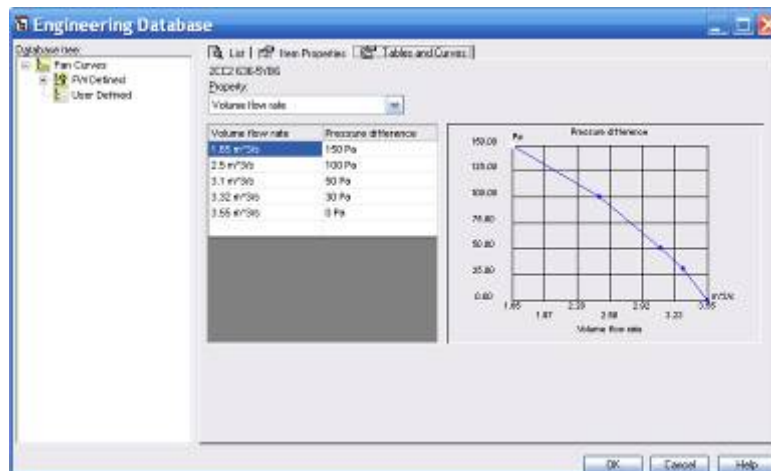 Engineering Database
Database tree:
List
Item Properties
Tables and Curves
Fan Curves
FW Defined
User Defined
Property:
Volume flow rate
Volume flow rate Pressure difference
1.65 m^3/s 150 Pa
2.5 m^3/s 100 Pa
3.1 m^3/s 50 Pa
3.32 m^3/s 30 Pa
3.55 m^3/s 0 Pa
Pa Pressure difference
150.00
125.00
100.00
75.00
50.00
25.00
0.00
m^3/s
1.65 2.29 2.92 3.55
1.97 3.23
Volume flow rate
OK Cancel Help